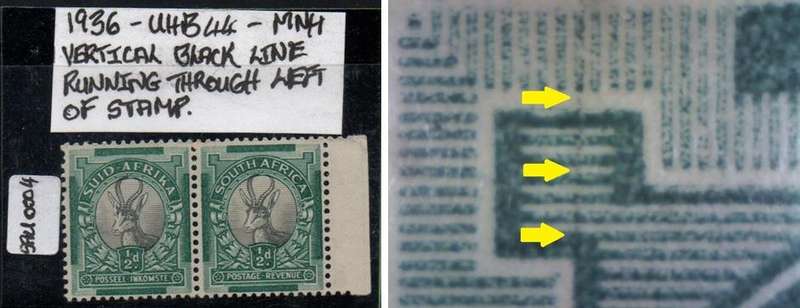 1936 - UHB44 - MNH
VERTICAL BLACK LINE
RUNNING THROUGH LEFT
OF STAMP.
SUID-AFRIKA
½d.
POSSEEL-INKOMSTE
SOUTH AFRICA
½d.
POSTAGE-REVENUE